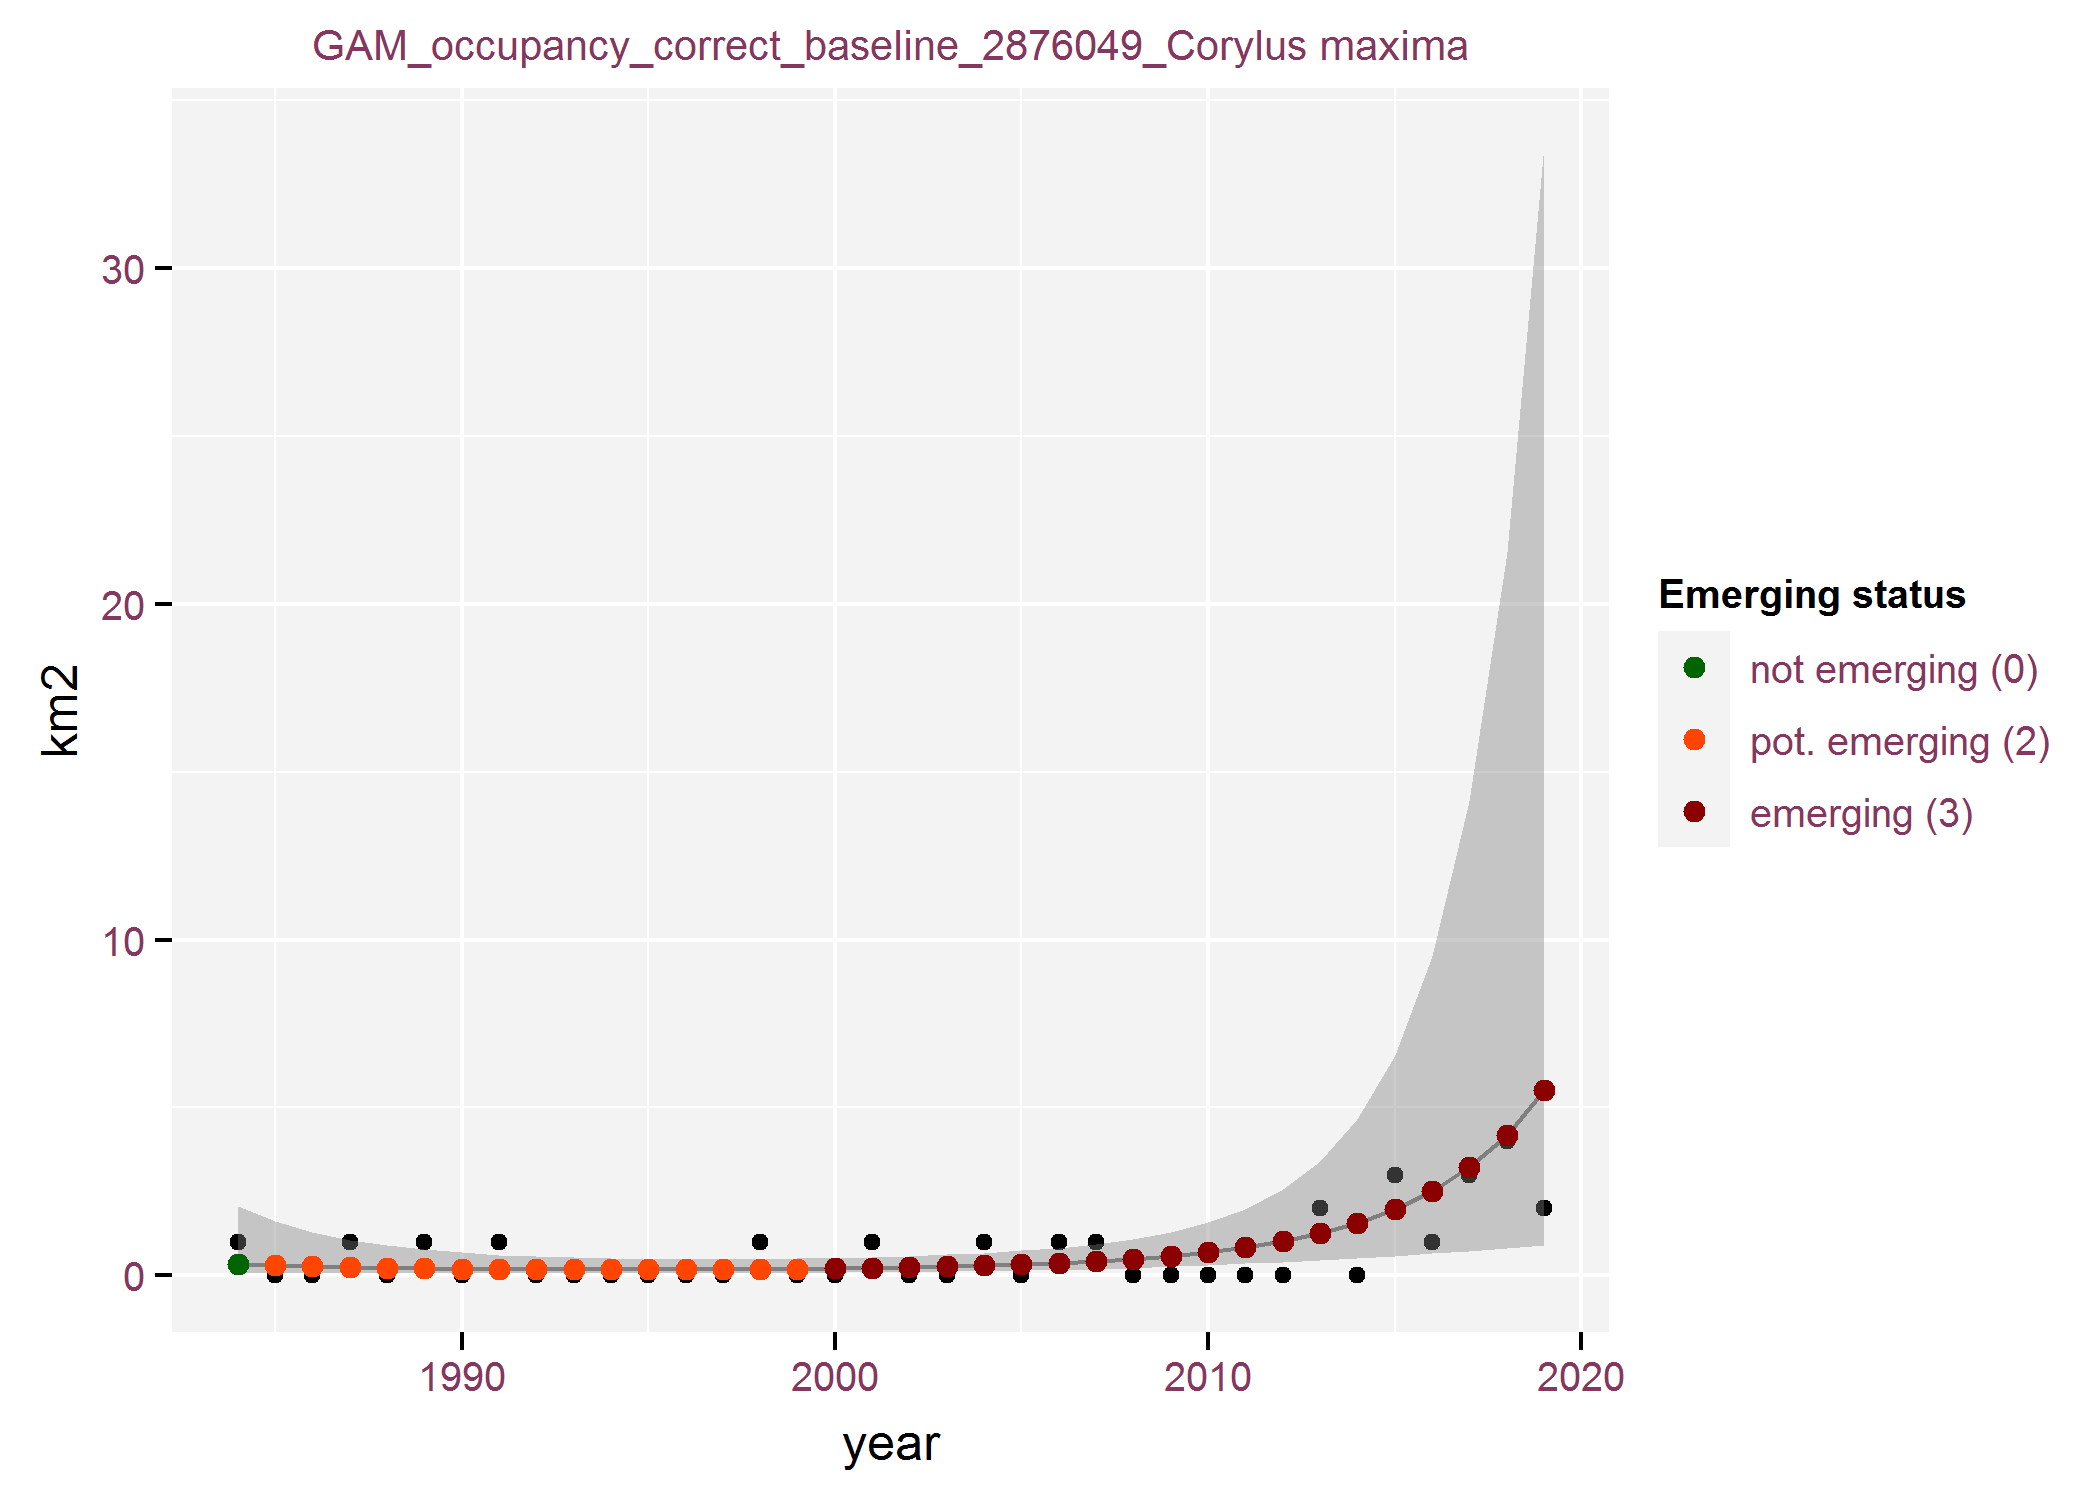 GAM_occupancy_correct_baseline_2876049_Corylus maxima
30
20
10
0
km2
1990
2000
2010
2020
year
Emerging status
not emerging (0)
pot. emerging (2)
emerging (3)